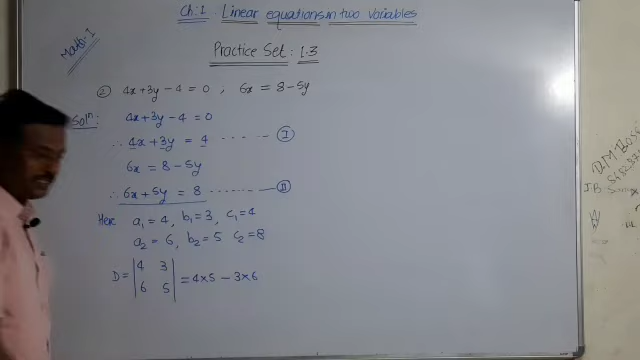 Ch:1 Linear equations in two variables
Math-I
Practice Set: 1.3
② 4x+3y-4=0 , 6x = 8-5y
Solⁿ: 4x+3y-4=0
∴ 4x+3y = 4 ........ Ⅰ
6x = 8-5y
∴ 6x+5y = 8 ........ Ⅱ
Here a₁=4, b₁=3, c₁=4
a₂=6, b₂=5 c₂=8
D= |4 3| = 4×5 - 3×6
|6 5|